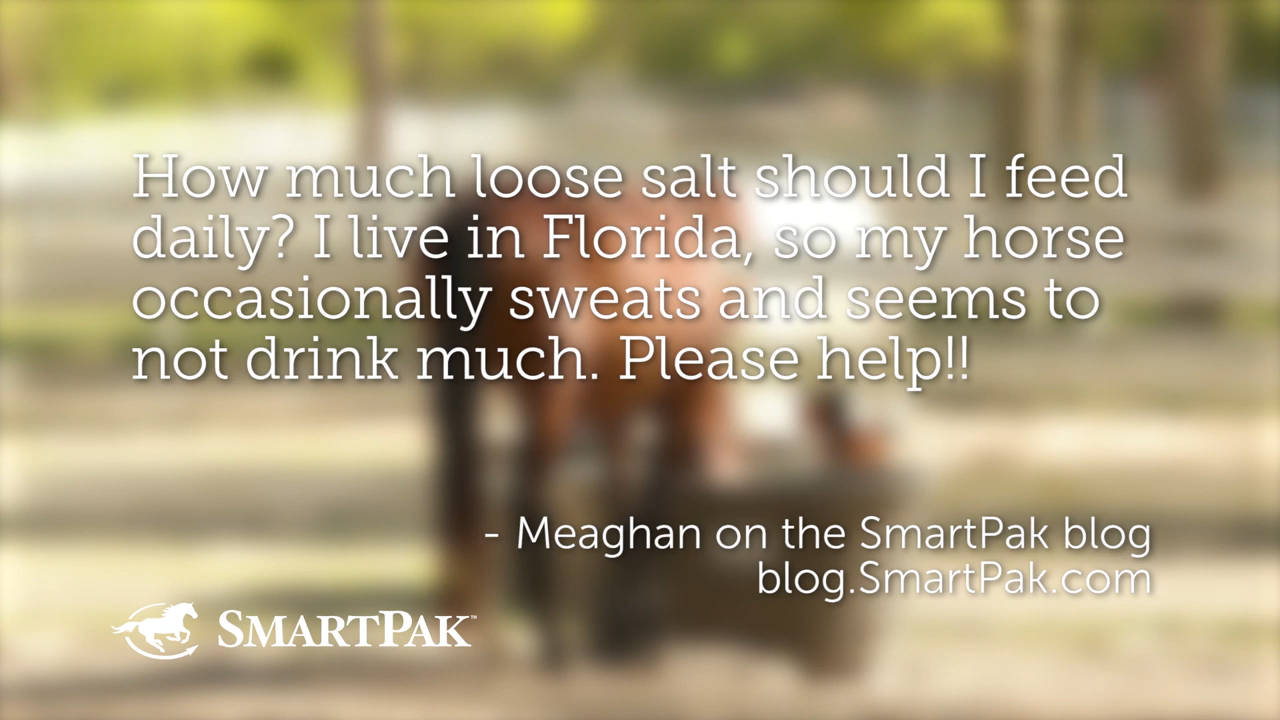 How much loose salt should I feed
daily? I live in Florida, so my horse
occasionally sweats and seems to
not drink much. Please help!!
- Meaghan on the SmartPak blog
blog.SmartPak.com
SMARTPAK™